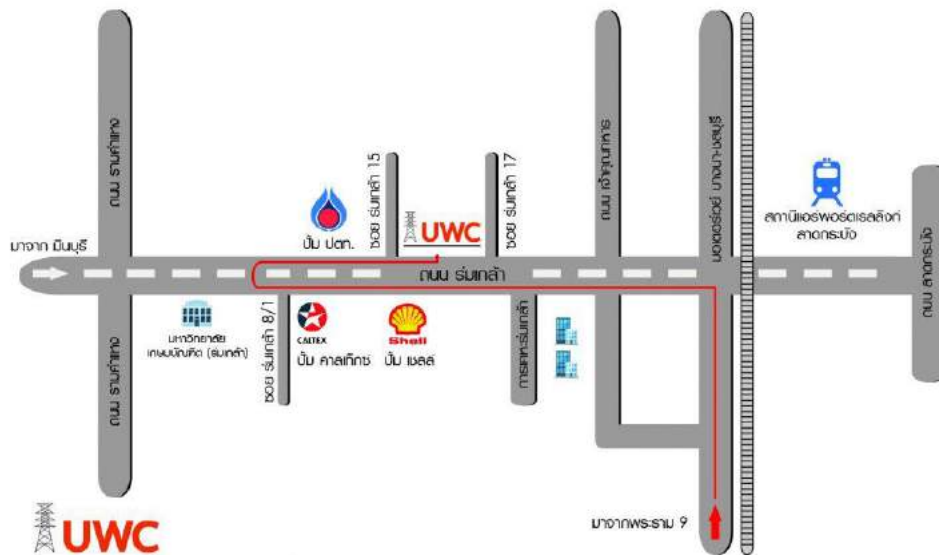 ถนน รามคำแหง
ซอย ร่มเกล้า 15
ซอย ร่มเกล้า 17
ถนน เจ้าคุณทหาร
มอเตอร์เวย์ บางนา-ชลบุรี
สถานีแอร์พอร์ตเรลลิงก์
ลาดกระบัง
ปั๊ม ปตท.
UWC
มาจาก มีนบุรี
ถนน ร่มเกล้า
ถนน ลาดกระบัง
มหาวิทยาลัย
เกษมบัณฑิต (ร่มเกล้า)
ถนน รามคำแหง
ซอย ร่มเกล้า 8/1
CALTEX
ปั๊ม คาลเท็กซ์
Shell
ปั๊ม เชลล์
การเคหะร่มเกล้า
มาจากพระราม 9
UWC